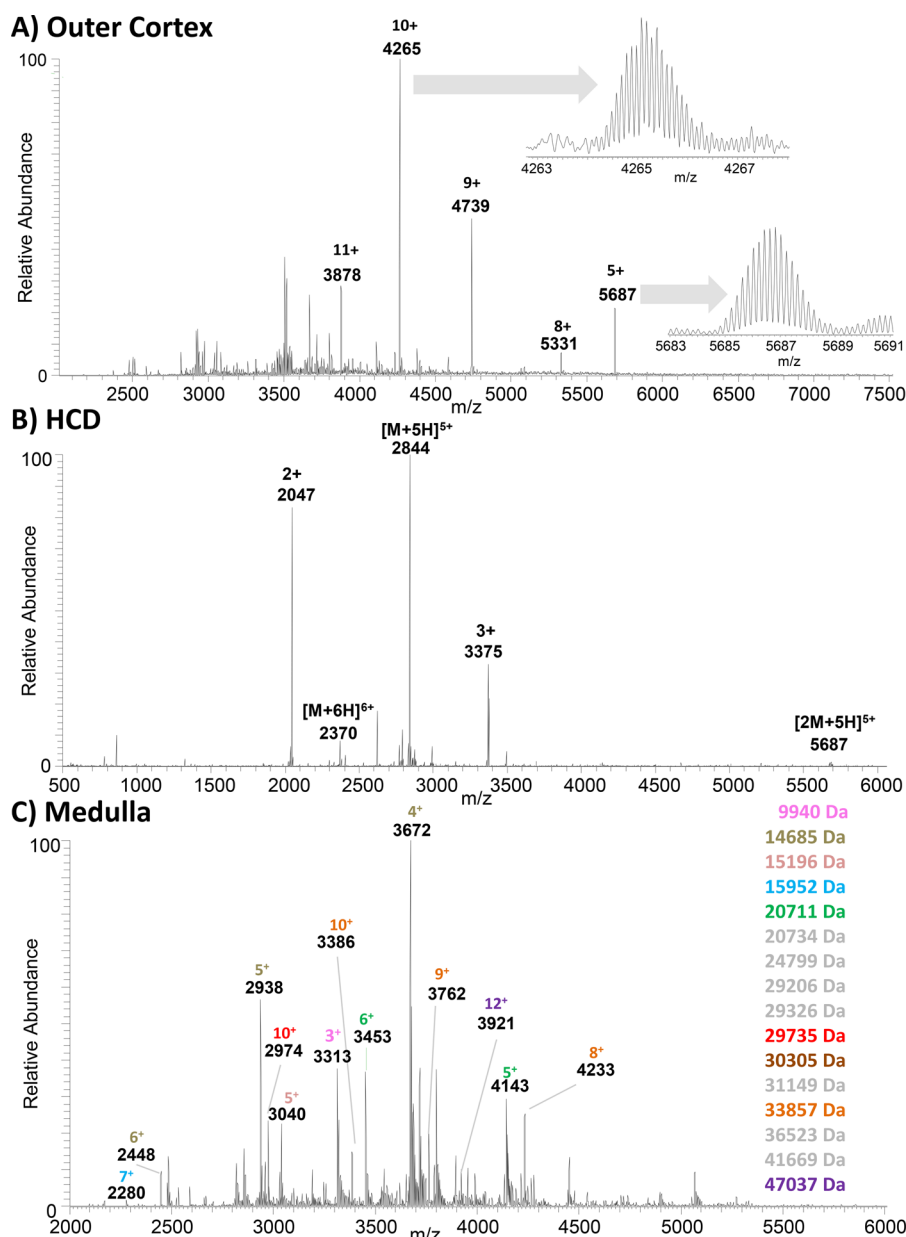 A) Outer Cortex
10+
4265
100
4263
4265
4267
m/z
9+
4739
11+
3878
5+
5687
8+
5331
5683
5685
5687
5689
5691
m/z
Relative Abundance
0
2500
3000
3500
4000
4500
5000
5500
6000
6500
7000
7500
m/z
B) HCD
[M+5H]5+
2844
100
2+
2047
3+
3375
[M+6H]6+
2370
[2M+5H]5+
5687
Relative Abundance
0
500
1000
1500
2000
2500
3000
3500
4000
4500
5000
5500
6000
m/z
C) Medulla
4+
3672
100
10+
3386
5+
2938
9+
3762
12+
3921
10+
2974
3+
3313
6+
3453
8+
4233
5+
3040
5+
4143
6+
2448
7+
2280
9940 Da
14685 Da
15196 Da
15952 Da
20711 Da
20734 Da
24799 Da
29206 Da
29326 Da
29735 Da
30305 Da
31149 Da
33857 Da
36523 Da
41669 Da
47037 Da
Relative Abundance
0
2000
2500
3000
3500
4000
4500
5000
5500
6000
m/z